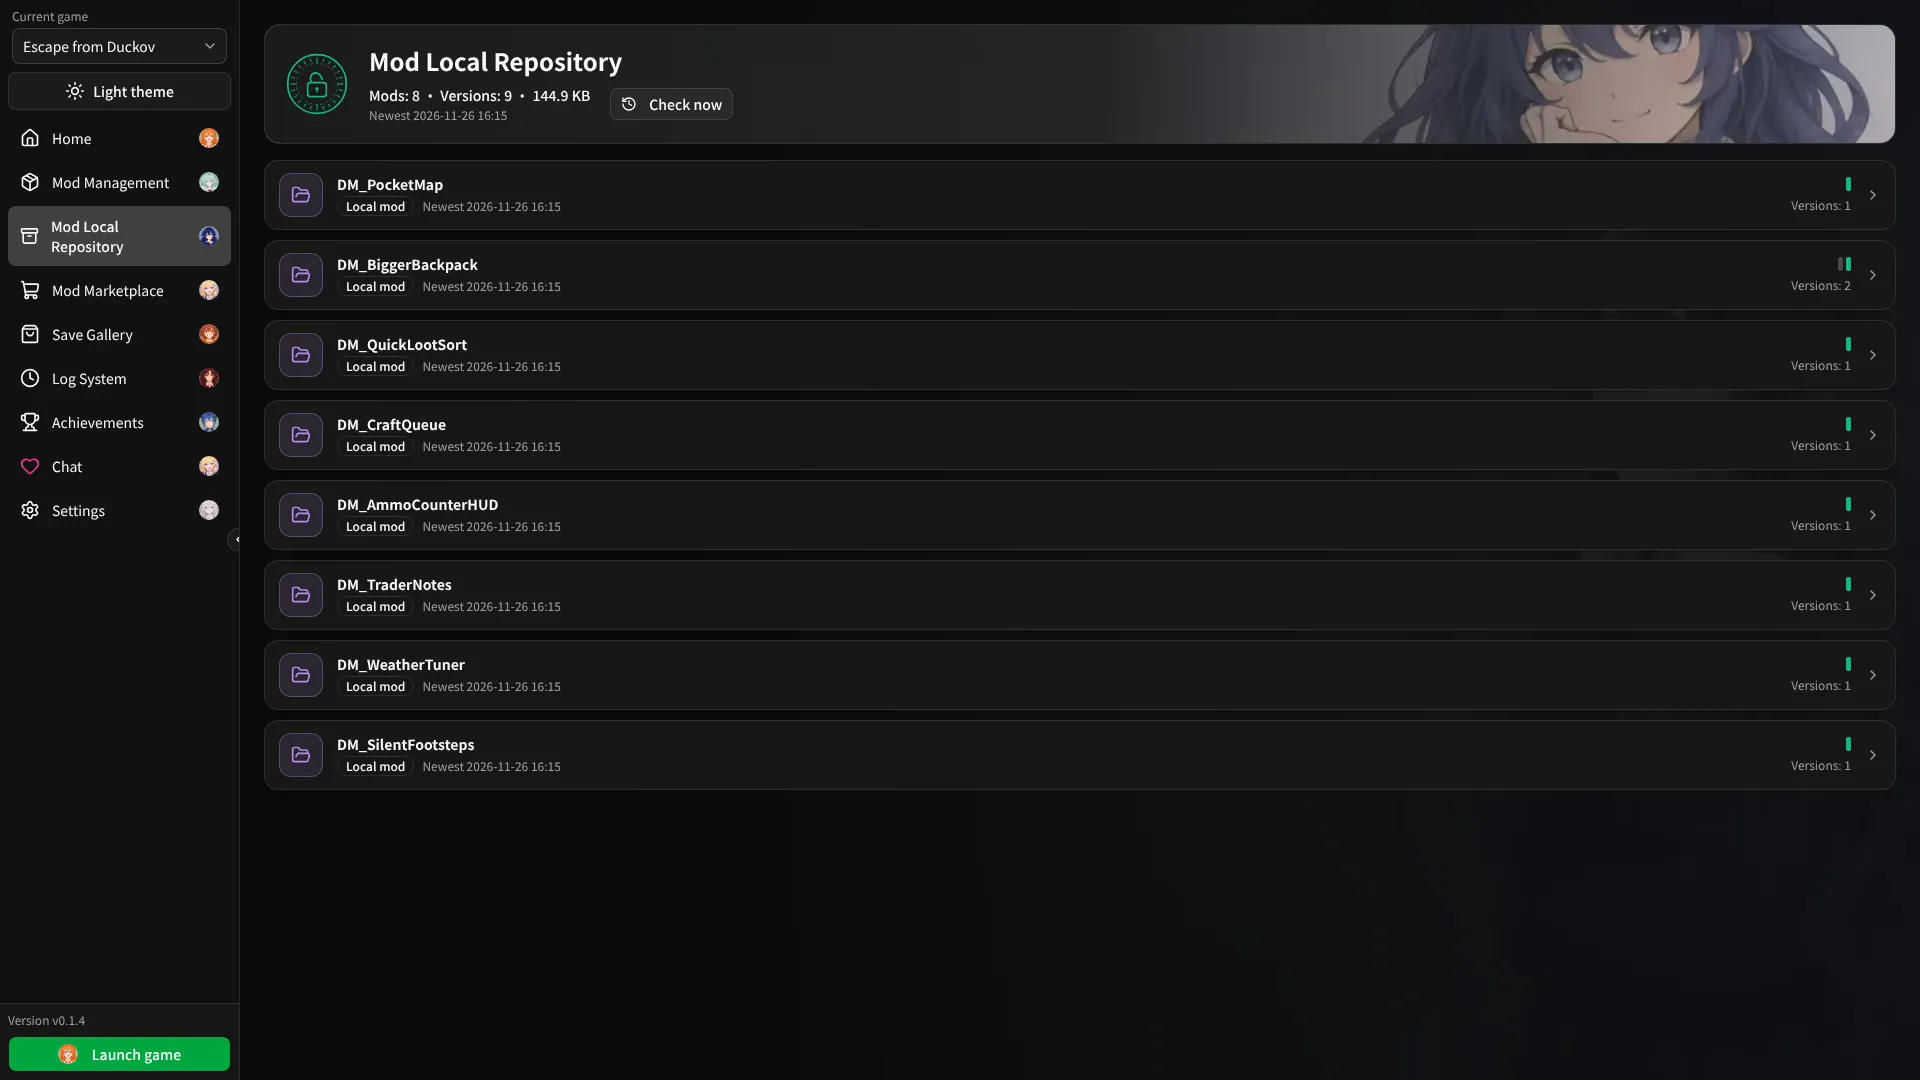 Current game
Escape from Duckov
Light theme
Home
Mod Management
Mod Local
Repository
Mod Marketplace
Save Gallery
Log System
Achievements
Chat
Settings
Version v0.1.4
Launch game
Mod Local Repository
Mods: 8 • Versions: 9 • 144.9 KB
Newest 2026-11-26 16:15
Check now
DM_PocketMap
Local mod Newest 2026-11-26 16:15
Versions: 1
DM_BiggerBackpack
Local mod Newest 2026-11-26 16:15
Versions: 2
DM_QuickLootSort
Local mod Newest 2026-11-26 16:15
Versions: 1
DM_CraftQueue
Local mod Newest 2026-11-26 16:15
Versions: 1
DM_AmmoCounterHUD
Local mod Newest 2026-11-26 16:15
Versions: 1
DM_TraderNotes
Local mod Newest 2026-11-26 16:15
Versions: 1
DM_WeatherTuner
Local mod Newest 2026-11-26 16:15
Versions: 1
DM_SilentFootsteps
Local mod Newest 2026-11-26 16:15
Versions: 1